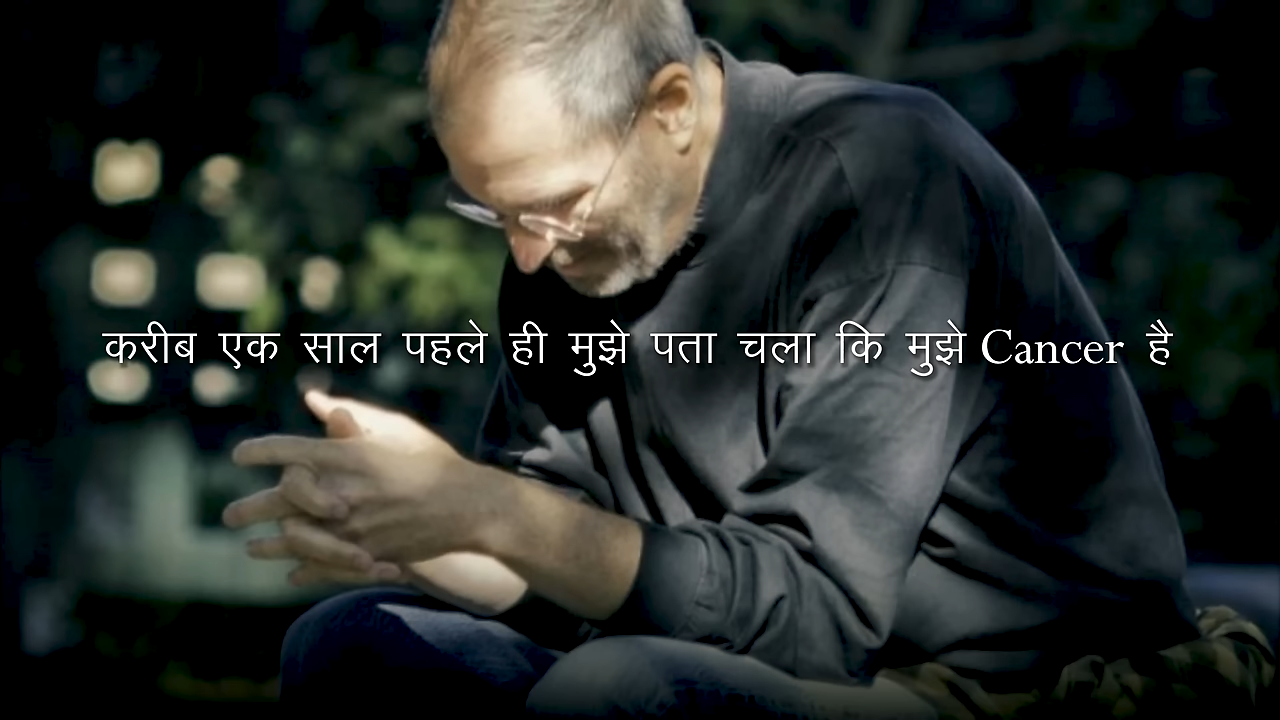 करीब एक साल पहले ही मुझे पता चला कि मुझे Cancer है